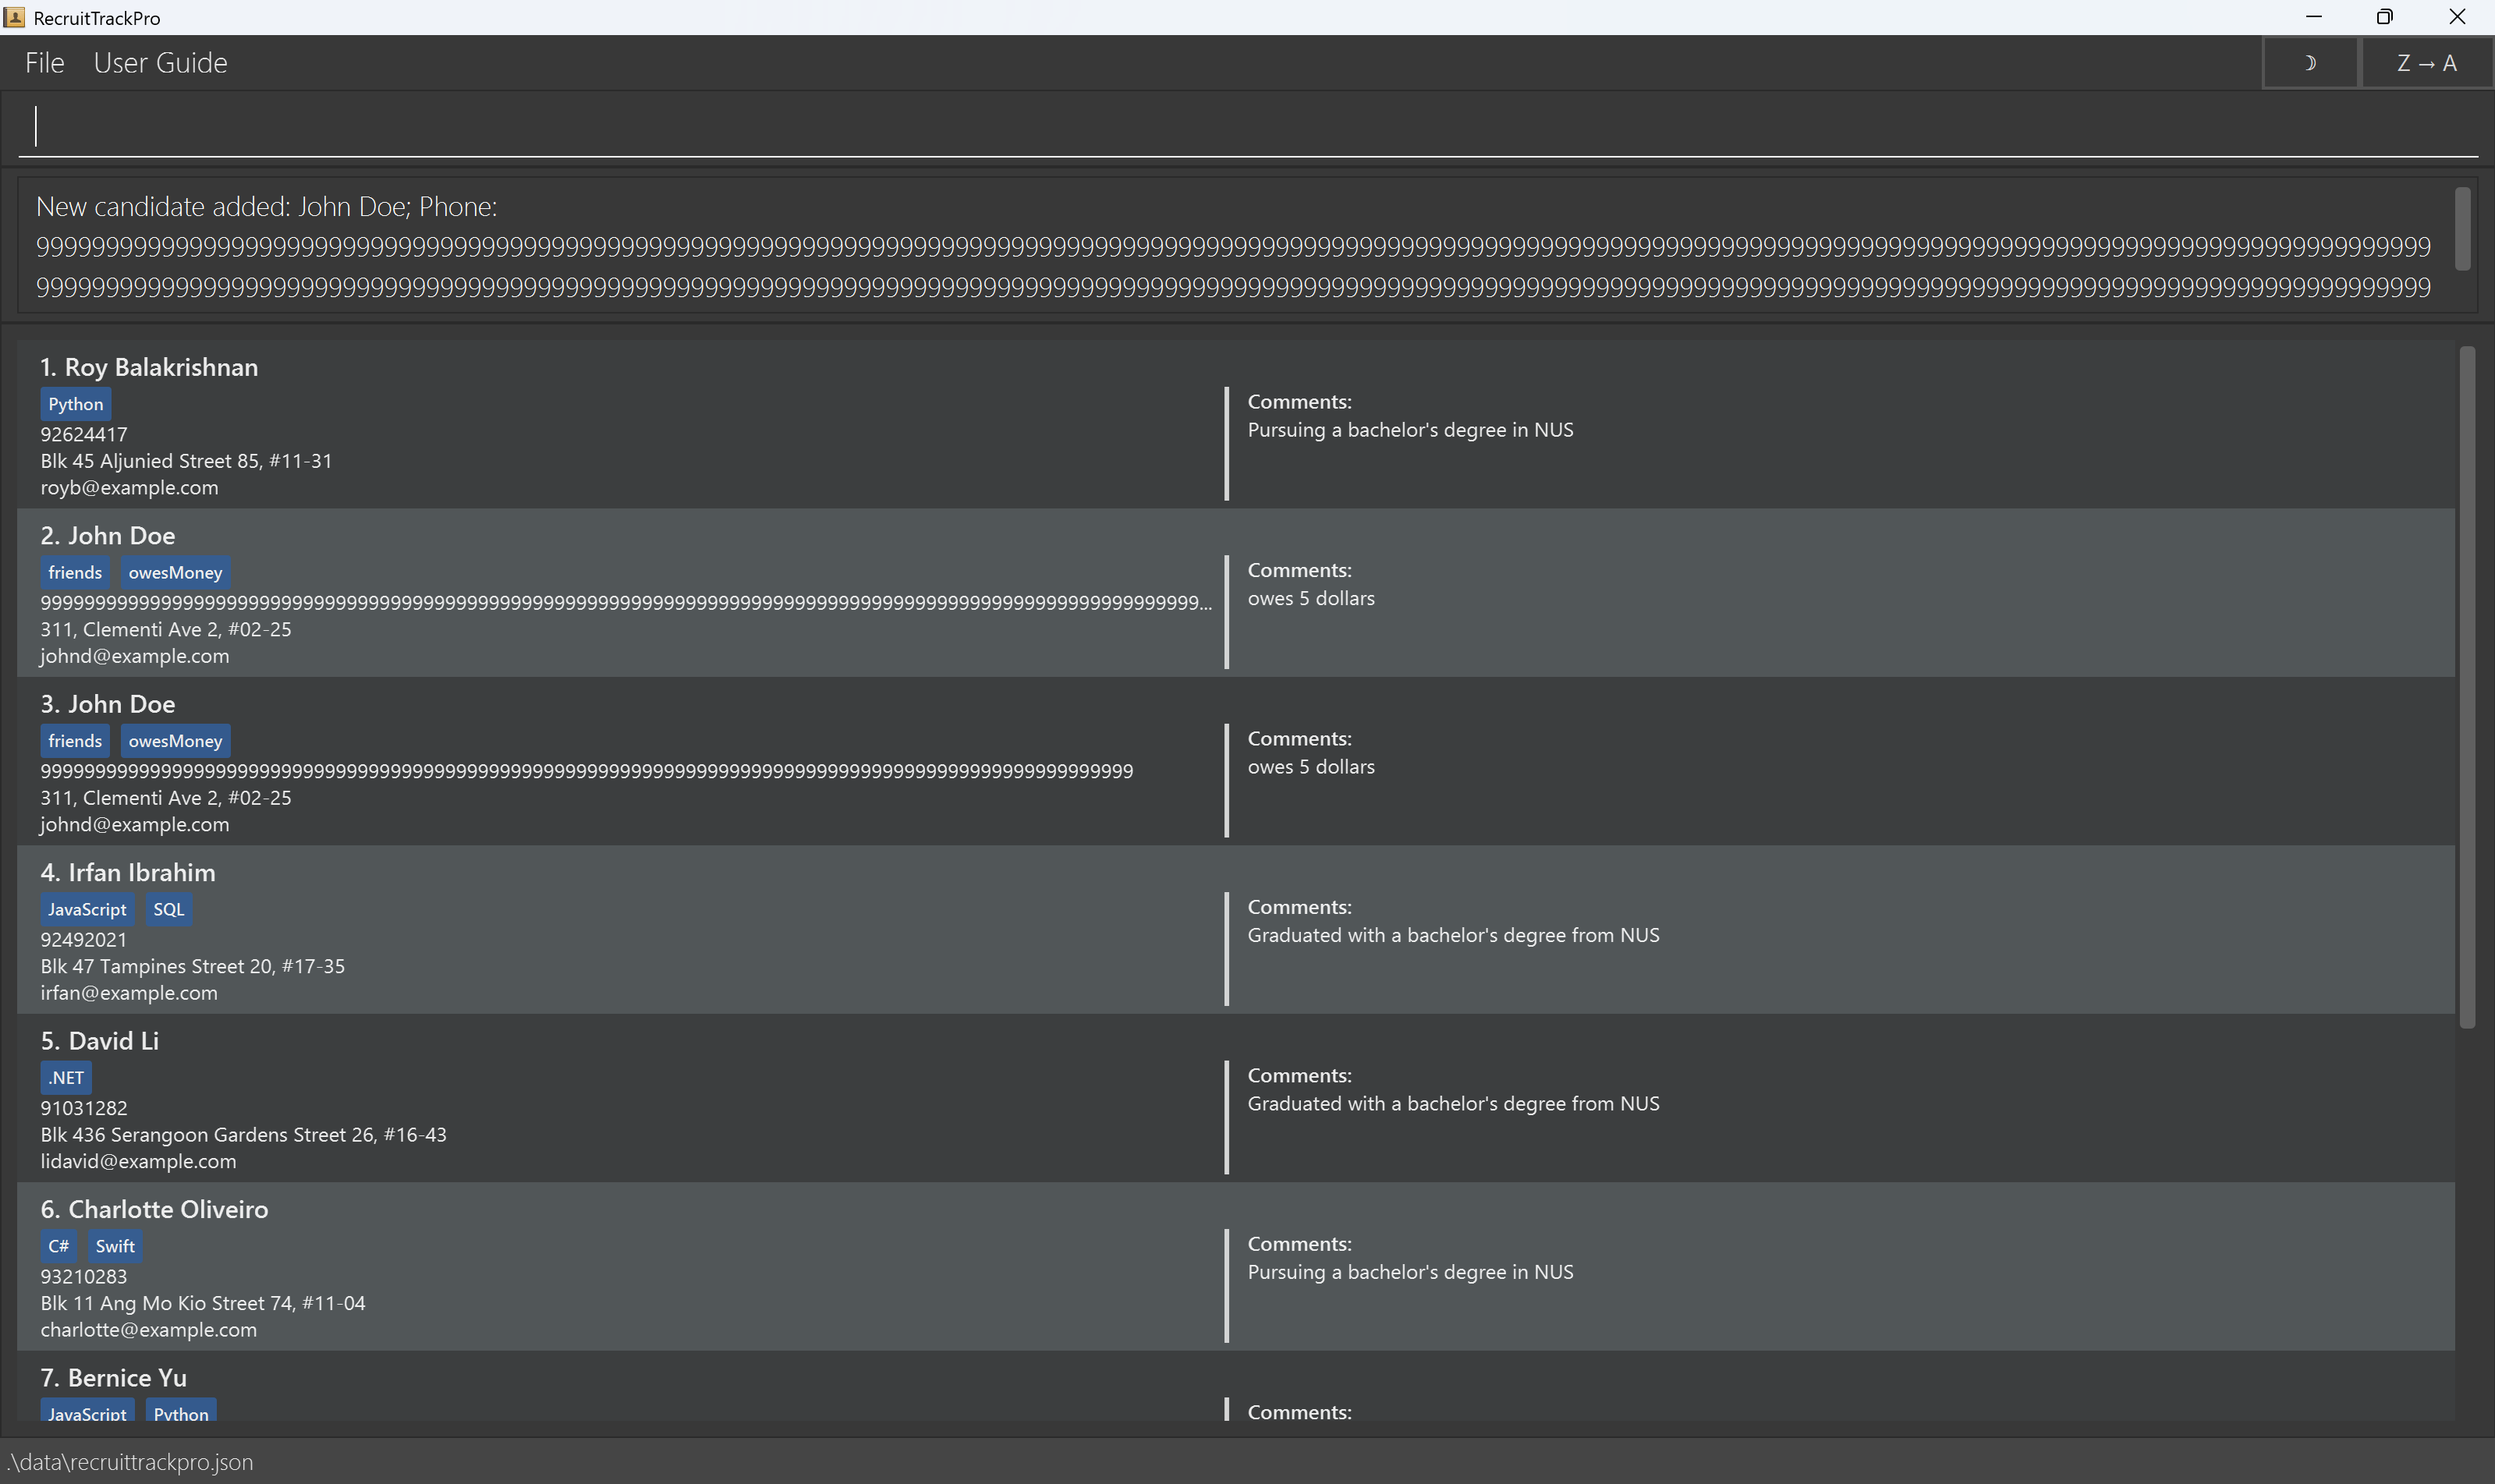 RecruitTrackPro
File User Guide
☽ Z → A
New candidate added: John Doe; Phone:
9999999999999999999999999999999999999999999999999999999999999999999999999999999999999999999999999999999999999999999999999999999999999999999999999999999999999999999999999999
9999999999999999999999999999999999999999999999999999999999999999999999999999999999999999999999999999999999999999999999999999999999999999999999999999999999999999999999999999
1. Roy Balakrishnan
Python
92624417
Blk 45 Aljunied Street 85, #11-31
royb@example.com
Comments:
Pursuing a bachelor's degree in NUS
2. John Doe
friends owesMoney
9999999999999999999999999999999999999999999999999999999999999999999999999999999999999999999999999999999999...
311, Clementi Ave 2, #02-25
johnd@example.com
Comments:
owes 5 dollars
3. John Doe
friends owesMoney
9999999999999999999999999999999999999999999999999999999999999999999999999999999999999999999999999999
311, Clementi Ave 2, #02-25
johnd@example.com
Comments:
owes 5 dollars
4. Irfan Ibrahim
JavaScript SQL
92492021
Blk 47 Tampines Street 20, #17-35
irfan@example.com
Comments:
Graduated with a bachelor's degree from NUS
5. David Li
.NET
91031282
Blk 436 Serangoon Gardens Street 26, #16-43
lidavid@example.com
Comments:
Graduated with a bachelor's degree from NUS
6. Charlotte Oliveiro
C# Swift
93210283
Blk 11 Ang Mo Kio Street 74, #11-04
charlotte@example.com
Comments:
Pursuing a bachelor's degree in NUS
7. Bernice Yu
JavaScript Python
Comments:
.\data\recruittrackpro.json